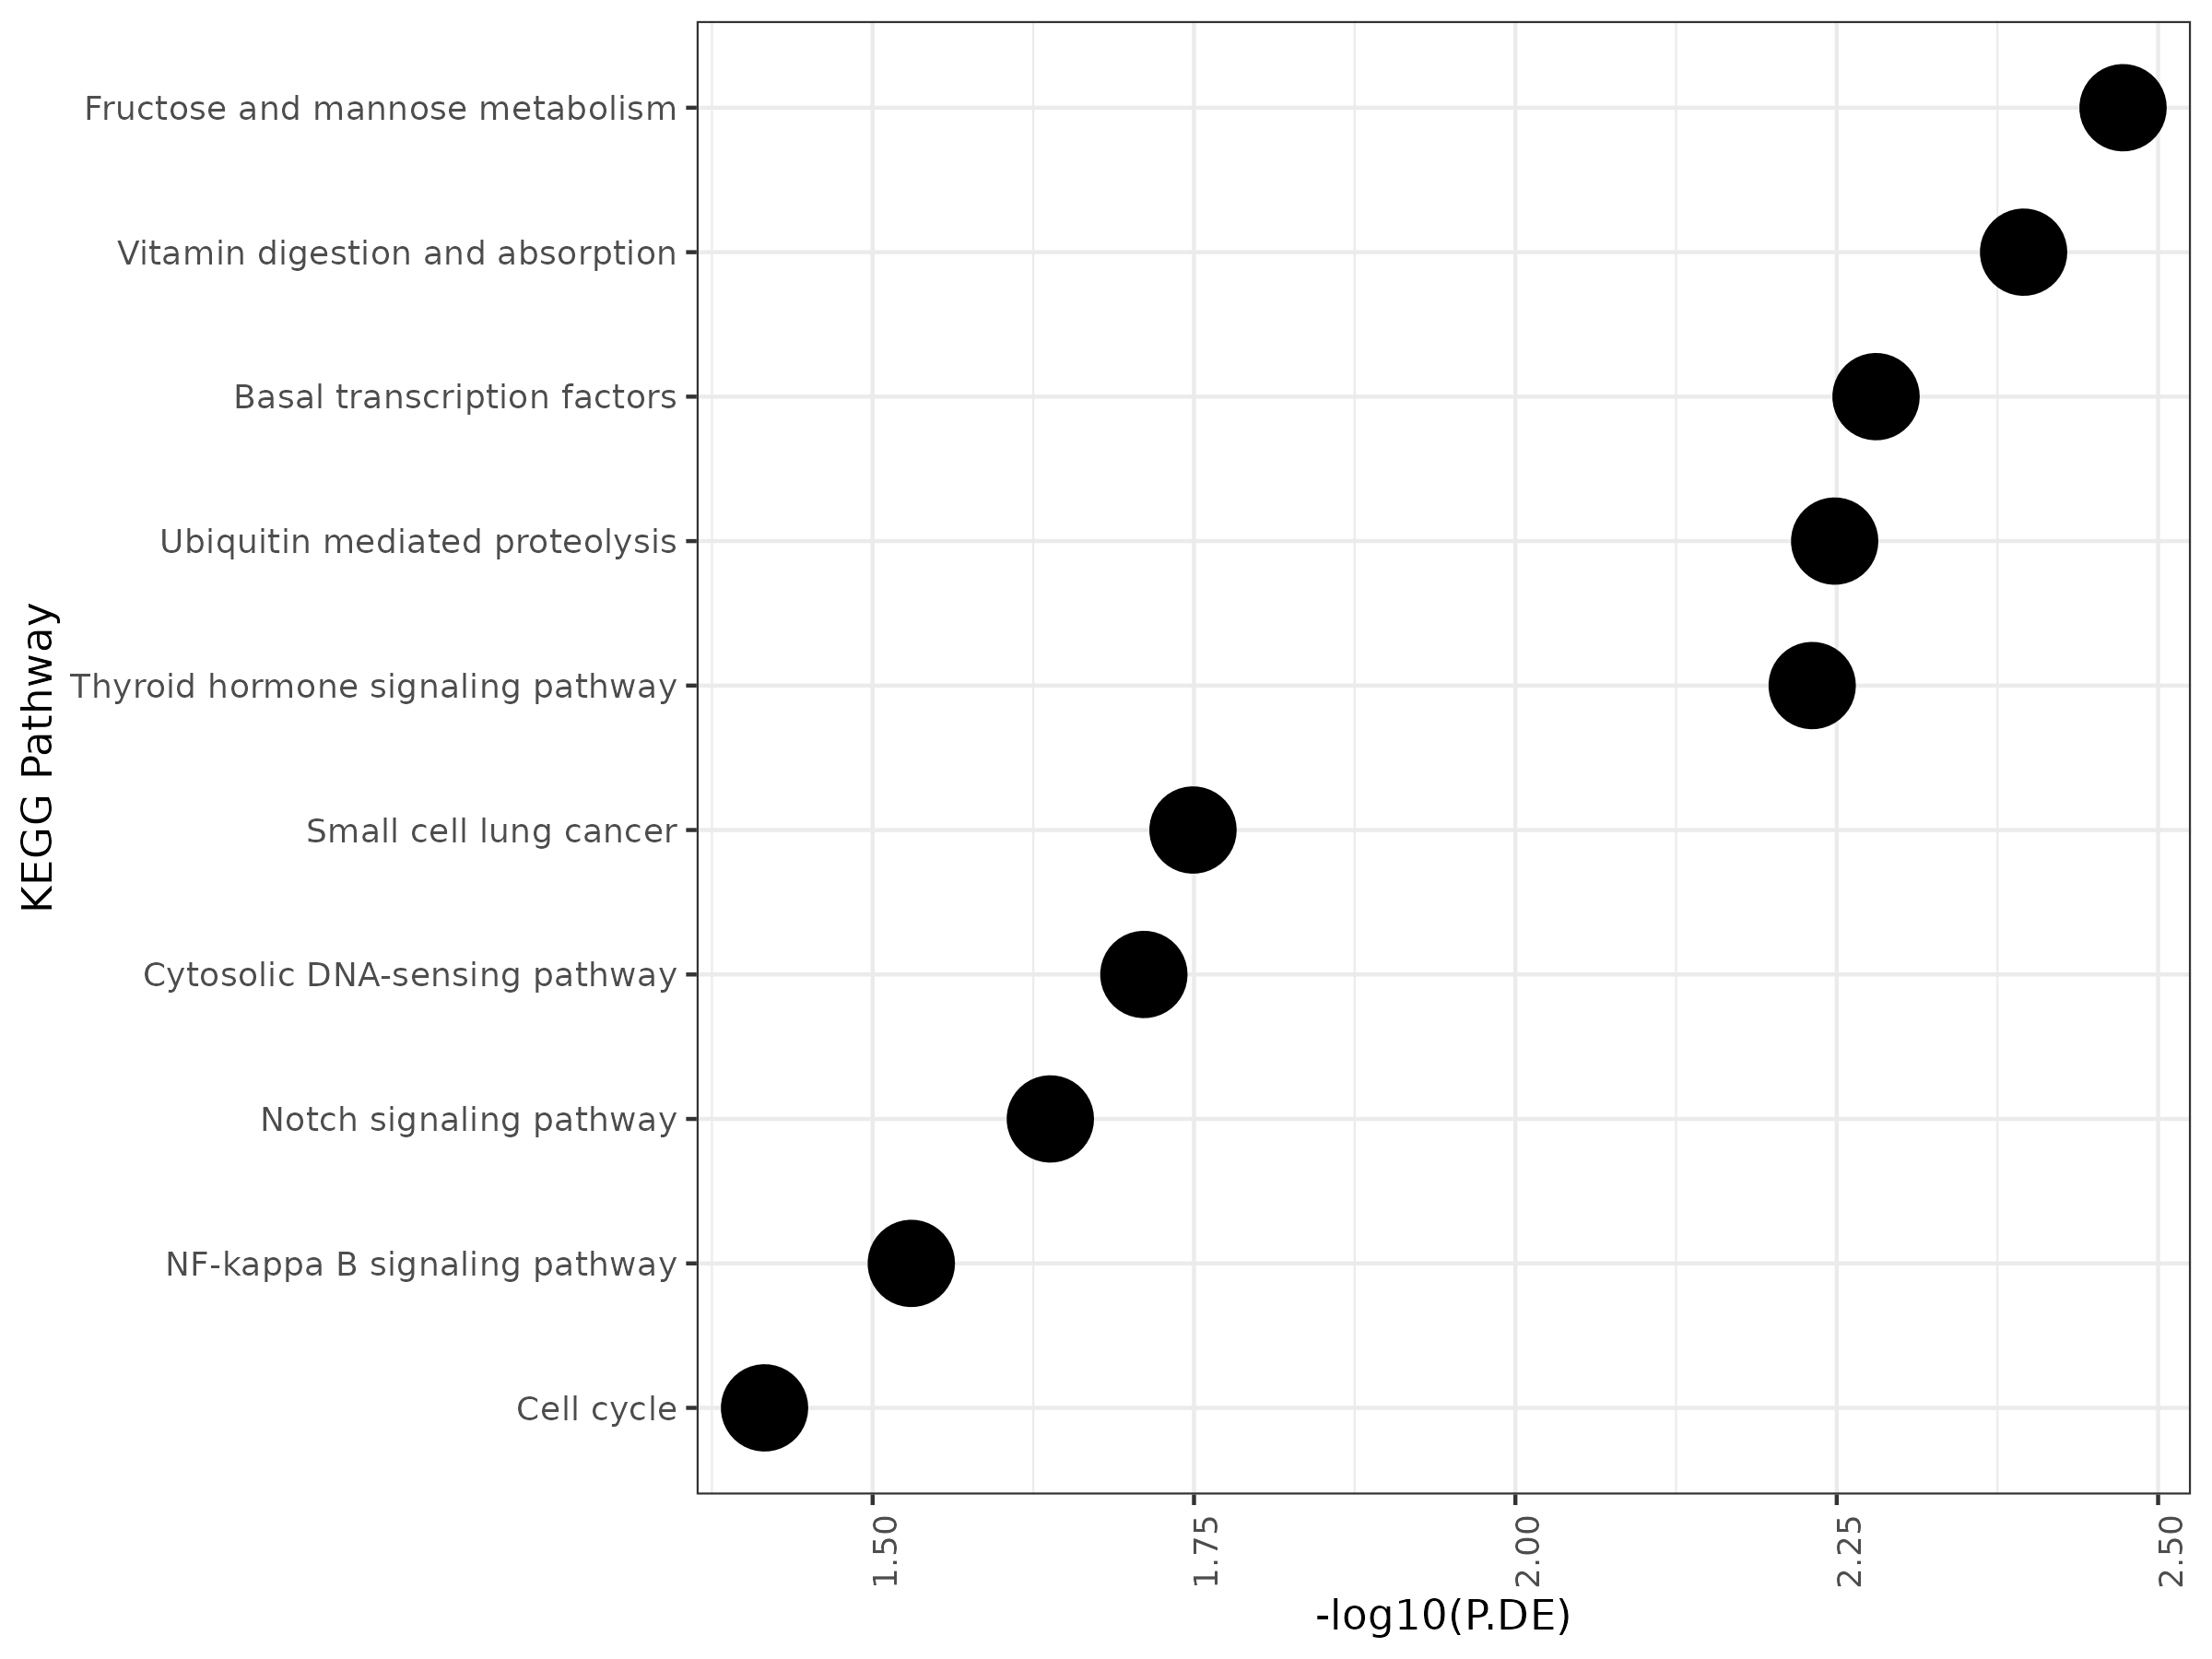 Fructose and mannose metabolism
Vitamin digestion and absorption
Basal transcription factors
Ubiquitin mediated proteolysis
Thyroid hormone signaling pathway
Small cell lung cancer
Cytosolic DNA-sensing pathway
Notch signaling pathway
NF-kappa B signaling pathway
Cell cycle
KEGG Pathway
1.50
1.75
2.00
2.25
2.50
-log10(P.DE)